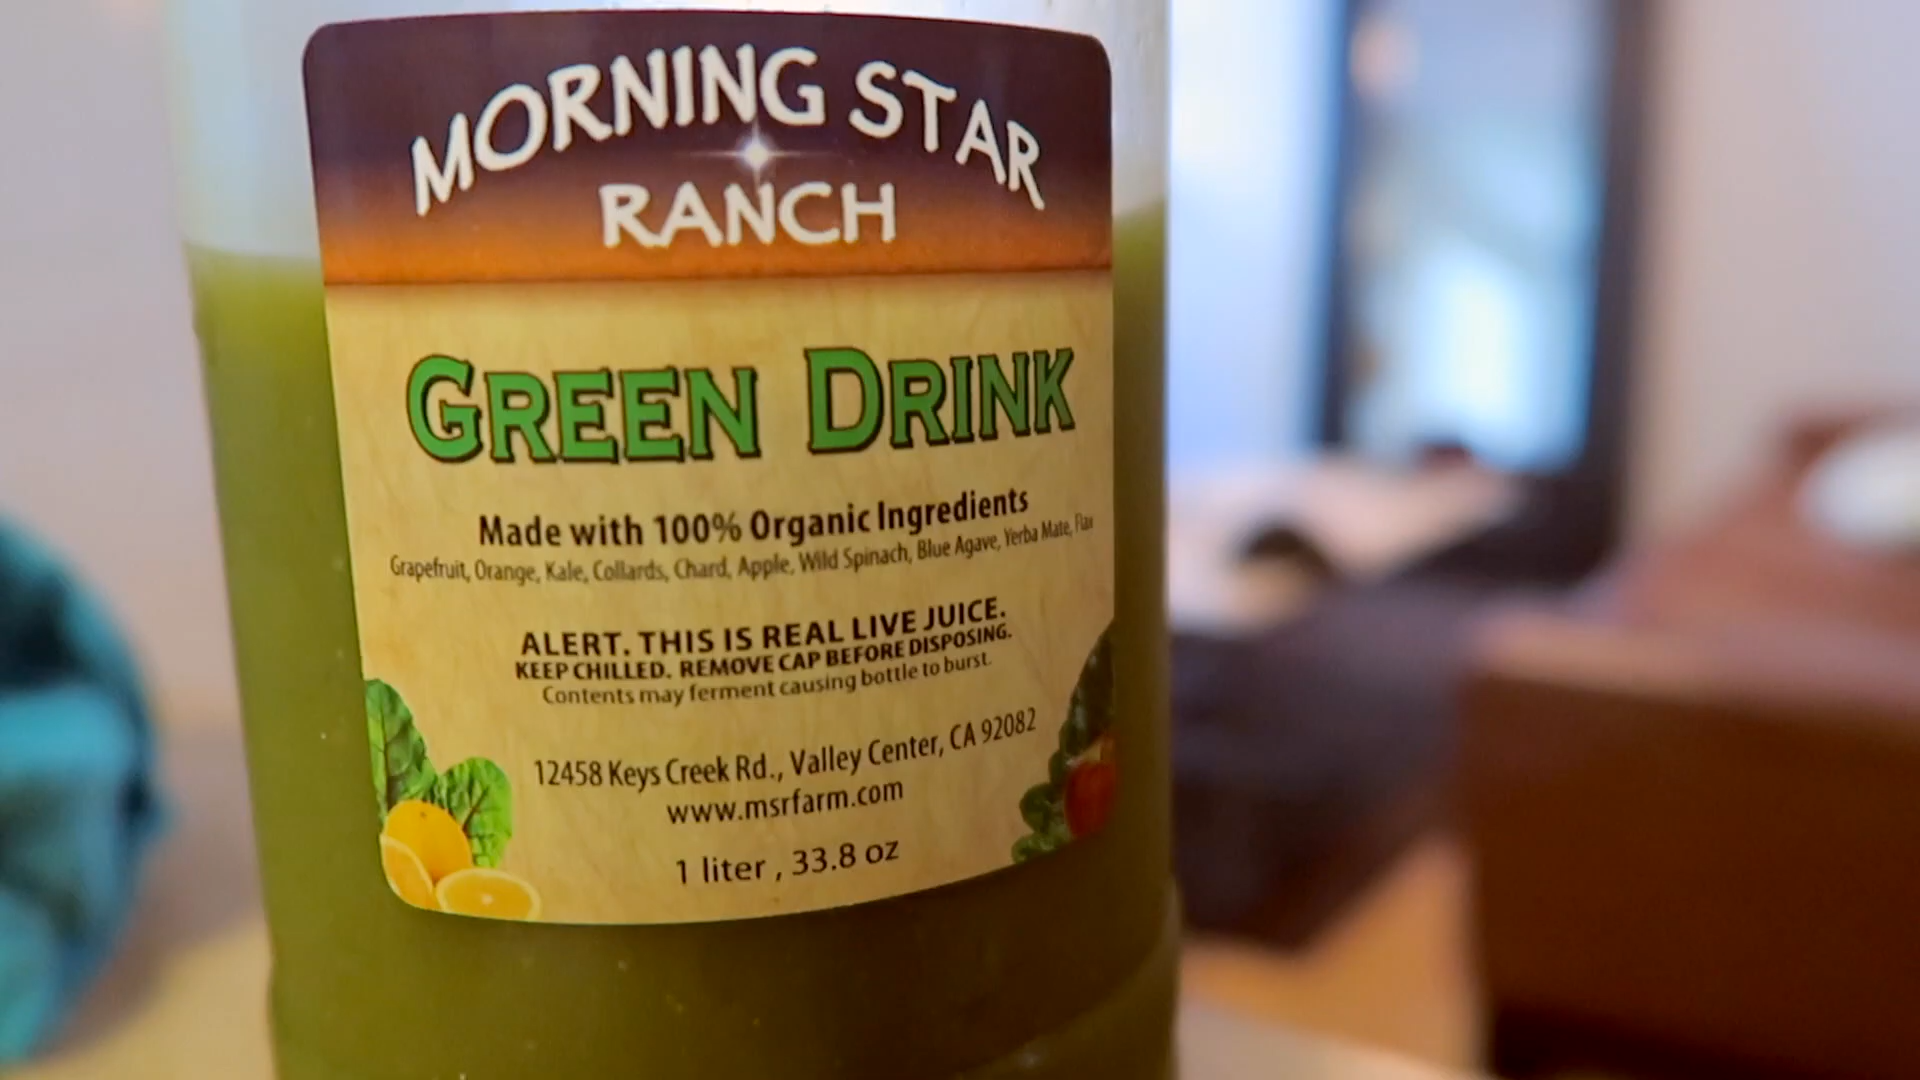 MORNING STAR
RANCH
GREEN DRINK
Made with 100% Organic Ingredients
Grapefruit, Orange, Kale, Collards, Chard, Apple, Wild Spinach, Blue Agave, Yerba Mate, Flax
ALERT. THIS IS REAL LIVE JUICE.
KEEP CHILLED. REMOVE CAP BEFORE DISPOSING.
Contents may ferment causing bottle to burst.
12458 Keys Creek Rd., Valley Center, CA 92082
www.msrfarm.com
1 liter , 33.8 oz